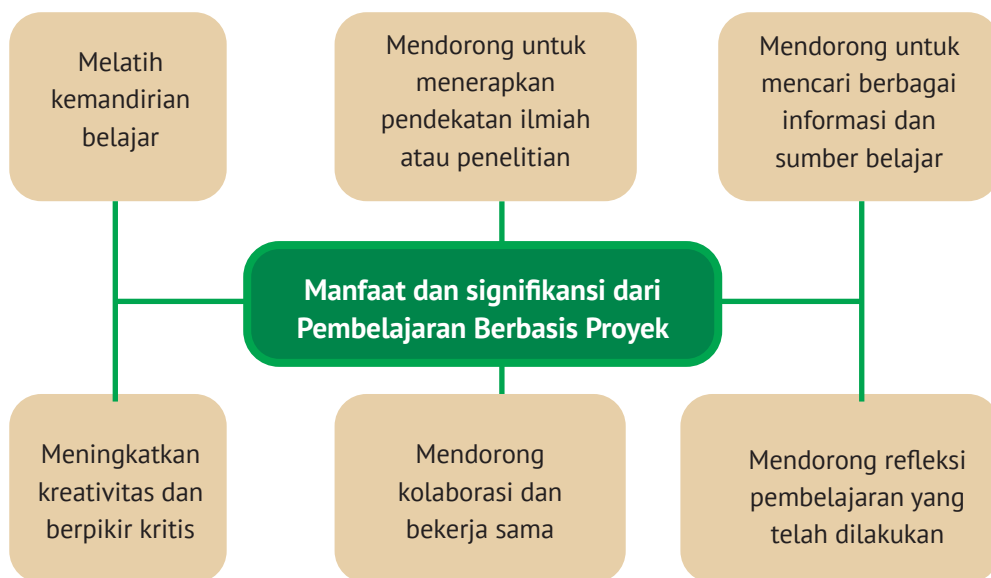 Melatih
kemandirian
belajar
Mendorong untuk
menerapkan
pendekatan ilmiah
atau penelitian
Mendorong untuk
mencari berbagai
informasi dan
sumber belajar
Manfaat dan signifikansi dari
Pembelajaran Berbasis Proyek
Meningkatkan
kreativitas dan
berpikir kritis
Mendorong
kolaborasi dan
bekerja sama
Mendorong refleksi
pembelajaran yang
telah dilakukan